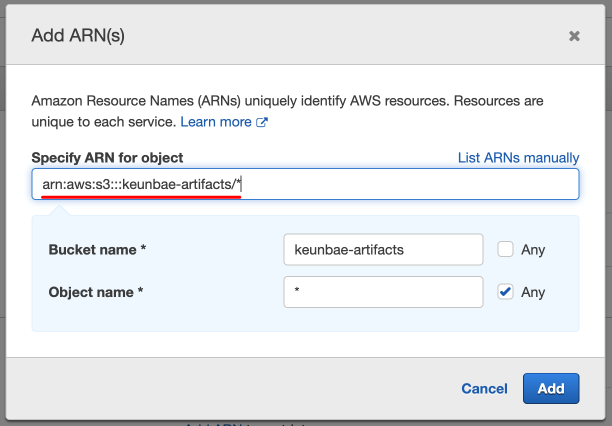 Add ARN(s)
Amazon Resource Names (ARNs) uniquely identify AWS resources. Resources are
unique to each service. Learn more
Specify ARN for object List ARNs manually
arn:aws:s3:::keunbae-artifacts/*
Bucket name * keunbae-artifacts Any
Object name * * Any
Cancel Add